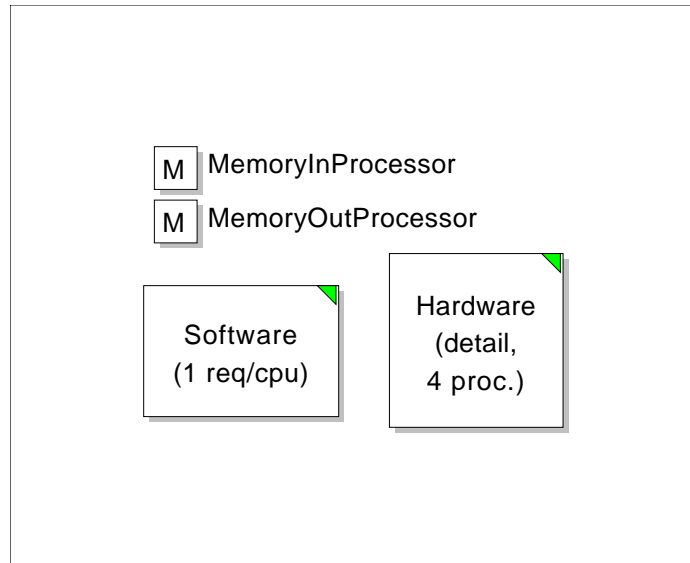 M MemoryInProcessor
M MemoryOutProcessor
Software
(1 req/cpu)
Hardware
(detail,
4 proc.)